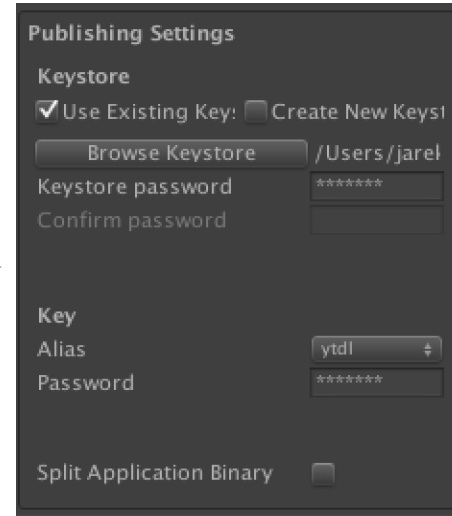 Publishing Settings
Keystore
Use Existing Key: Create New Keyst
Browse Keystore /Users/jarek
Keystore password *******
Confirm password
Key
Alias ytdl
Password *******
Split Application Binary